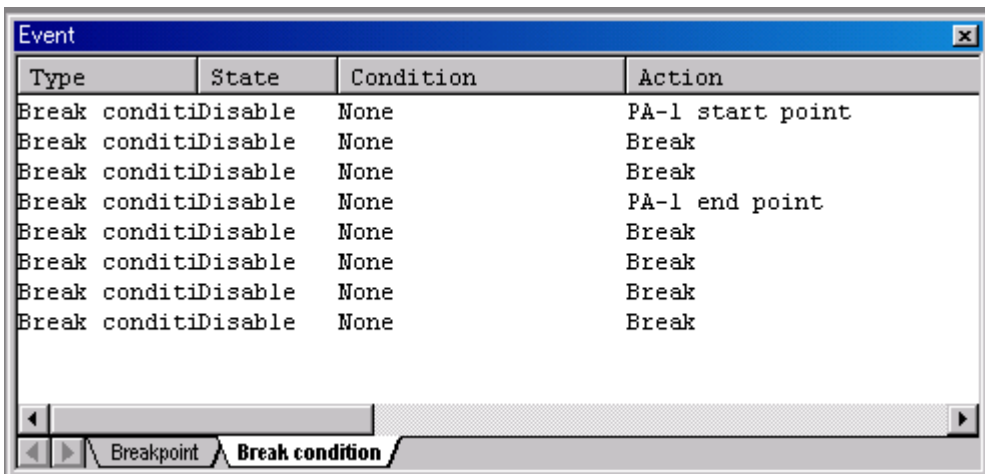 Event
Type State Condition Action
Break conditiDisable None PA-1 start point
Break conditiDisable None Break
Break conditiDisable None Break
Break conditiDisable None PA-1 end point
Break conditiDisable None Break
Break conditiDisable None Break
Break conditiDisable None Break
Break conditiDisable None Break
Breakpoint Break condition